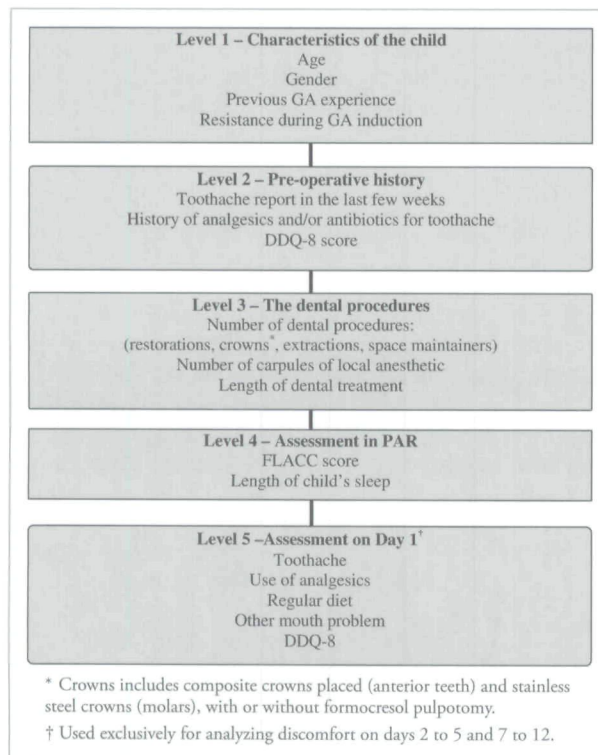 Level 1 – Characteristics of the child
Age
Gender
Previous GA experience
Resistance during GA induction
Level 2 – Pre-operative history
Toothache report in the last few weeks
History of analgesics and/or antibiotics for toothache
DDQ-8 score
Level 3 – The dental procedures
Number of dental procedures:
(restorations, crowns*, extractions, space maintainers)
Number of carpules of local anesthetic
Length of dental treatment
Level 4 – Assessment in PAR
FLACC score
Length of child's sleep
Level 5 –Assessment on Day 1†
Toothache
Use of analgesics
Regular diet
Other mouth problem
DDQ-8
* Crowns includes composite crowns placed (anterior teeth) and stainless
steel crowns (molars), with or without formocresol pulpotomy.
† Used exclusively for analyzing discomfort on days 2 to 5 and 7 to 12.